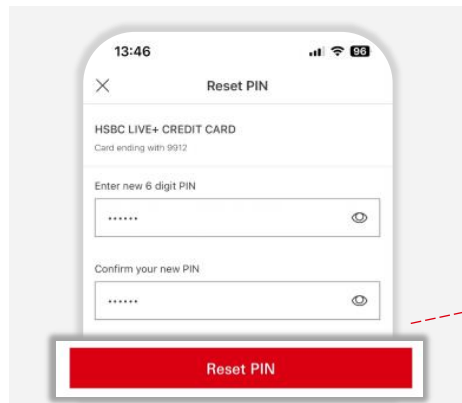 13:46
96
Reset PIN
HSBC LIVE+ CREDIT CARD
Card ending with 9912
Enter new 6 digit PIN
••••••
Confirm your new PIN
••••••
Reset PIN